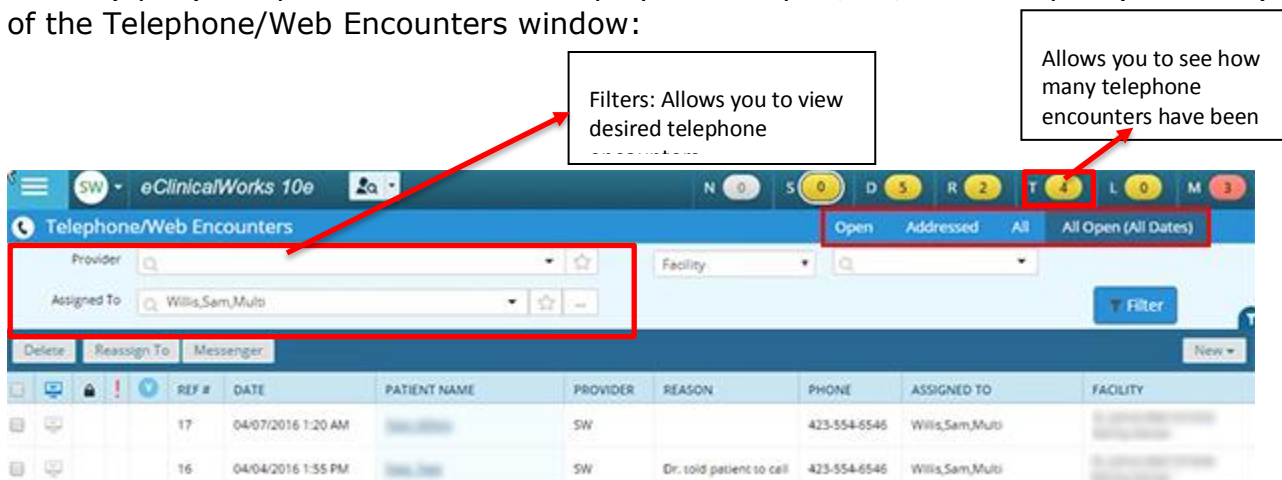 of the Telephone/Web Encounters window:
Allows you to see how
many telephone
encounters have been
Filters: Allows you to view
desired telephone
SW eClinicalWorks 10e N 0 S 0 D 5 R 2 T 4 L 0 M 3
Telephone/Web Encounters Open Addressed All All Open (All Dates)
Provider Facility
Assigned To Willis,Sam,Multi Filter
Delete Reassign To Messenger New
REF # DATE PATIENT NAME PROVIDER REASON PHONE ASSIGNED TO FACILITY
17 04/07/2016 1:20 AM SW 423-554-6546 Willis,Sam,Multi
16 04/04/2016 1:55 PM SW Dr. told patient to call 423-554-6546 Willis,Sam,Multi